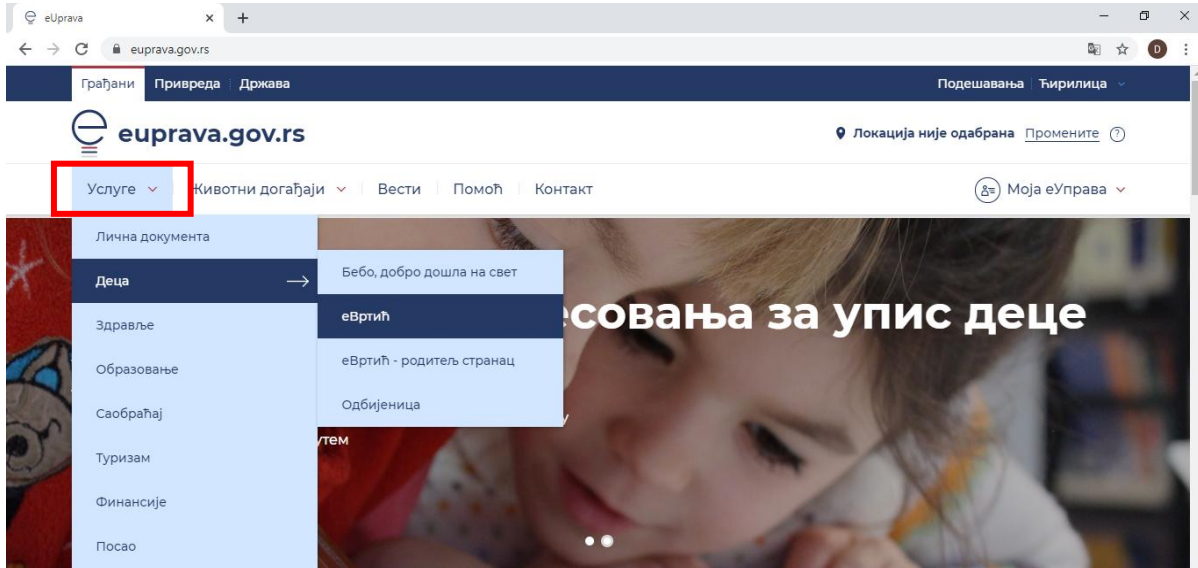 eUprava
euprava.gov.rs
D
Грађани Привреда Држава Подешавања Ћирилица
euprava.gov.rs
Локација није одабрана Промените ?
Услуге Животни догађаји Вести Помоћ Контакт Моја еУправа
Лична документа
Деца
Бебо, добро дошла на свет
еВртић
еВртић - родитељ странац
Одбијеница
Здравље
Образовање
Саобраћај
Туризам
Финансије
Посао
за упис деце